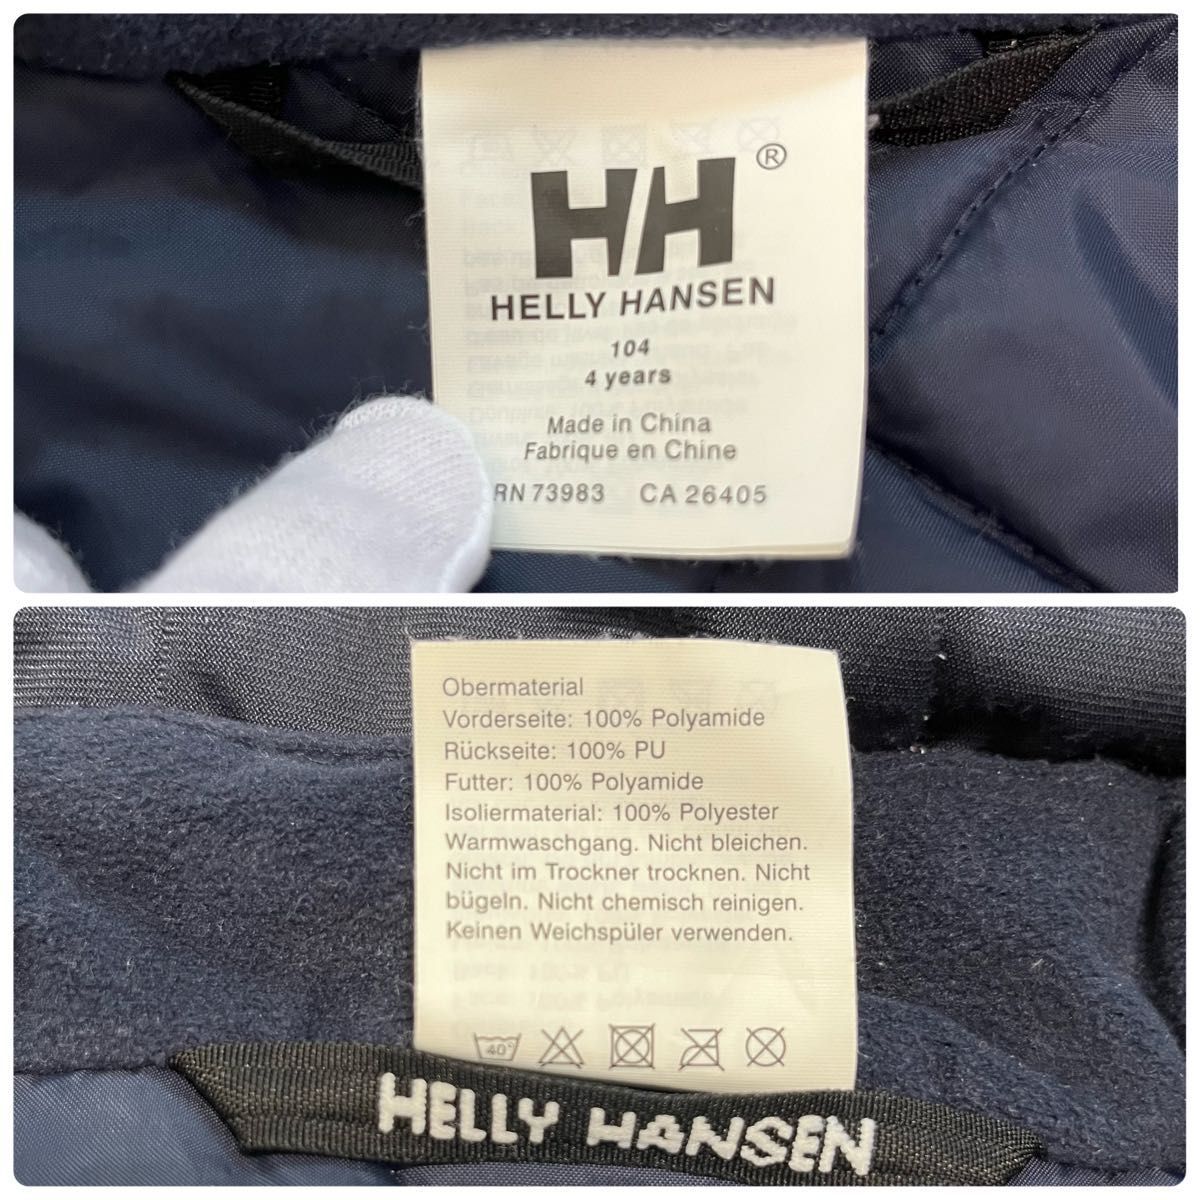 HH®
HELLY HANSEN
104
4 years
Made in China
Fabrique en Chine
RN 73983 CA 26405
Obermaterial
Vorderseite: 100% Polyamide
Rückseite: 100% PU
Futter: 100% Polyamide
Isoliermaterial: 100% Polyester
Warmwaschgang. Nicht bleichen.
Nicht im Trockner trocknen. Nicht
bügeln. Nicht chemisch reinigen.
Keinen Weichspüler verwenden.
40°
HELLY HANSEN